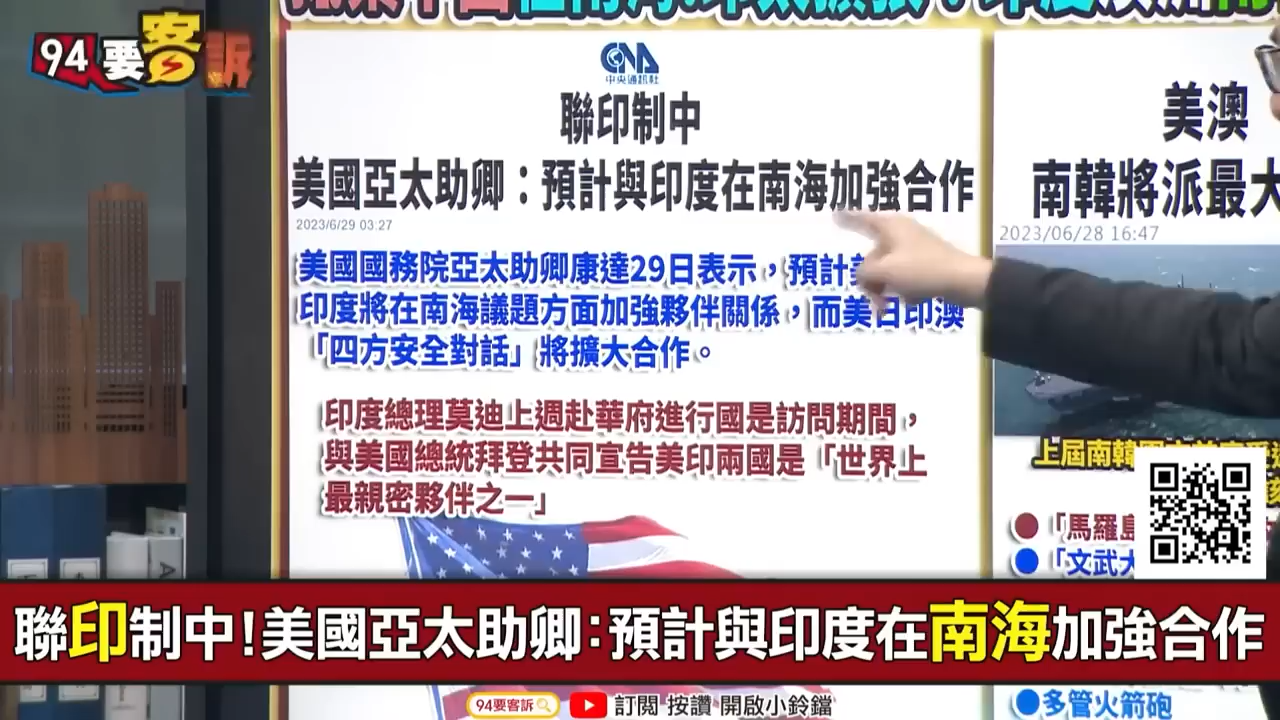 94要客訴
CNA
中央通訊社
聯印制中
美國亞太助卿：預計與印度在南海加強合作
2023/6/29 03:27
美國國務院亞太助卿康達29日表示，預計美
印度將在南海議題方面加強夥伴關係，而美日印澳
「四方安全對話」將擴大合作。
印度總理莫迪上週赴華府進行國是訪問期間，
與美國總統拜登共同宣告美印兩國是「世界上
最親密夥伴之一」
美澳
南韓將派最大
2023/06/28 16:47
上屆南韓
「馬羅島
「文武大
聯印制中！美國亞太助卿：預計與印度在南海加強合作
多管火箭砲
94要客訴
訂閱 按讚 開啟小鈴鐺